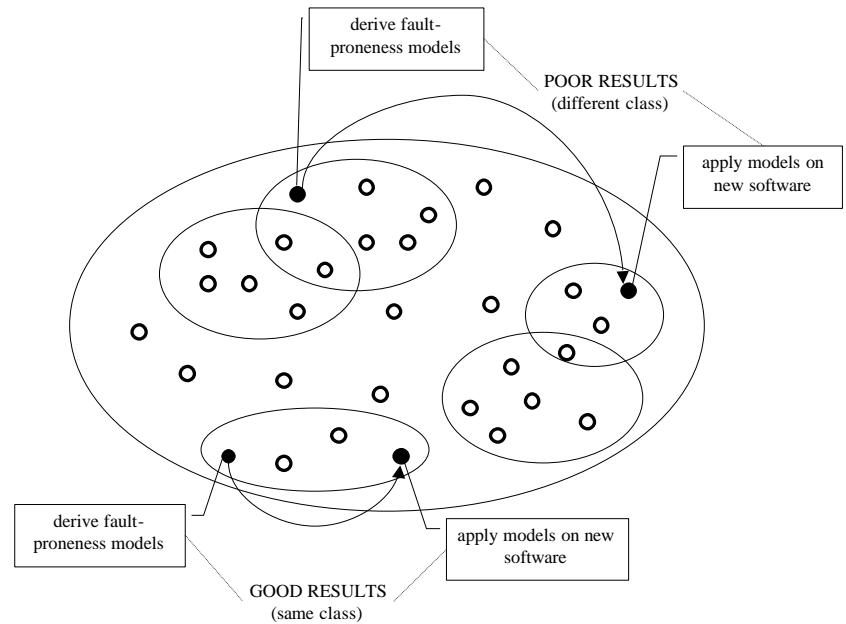 derive fault-
proneness models
POOR RESULTS
(different class)
apply models on
new software
derive fault-
proneness models
apply models on new
software
GOOD RESULTS
(same class)